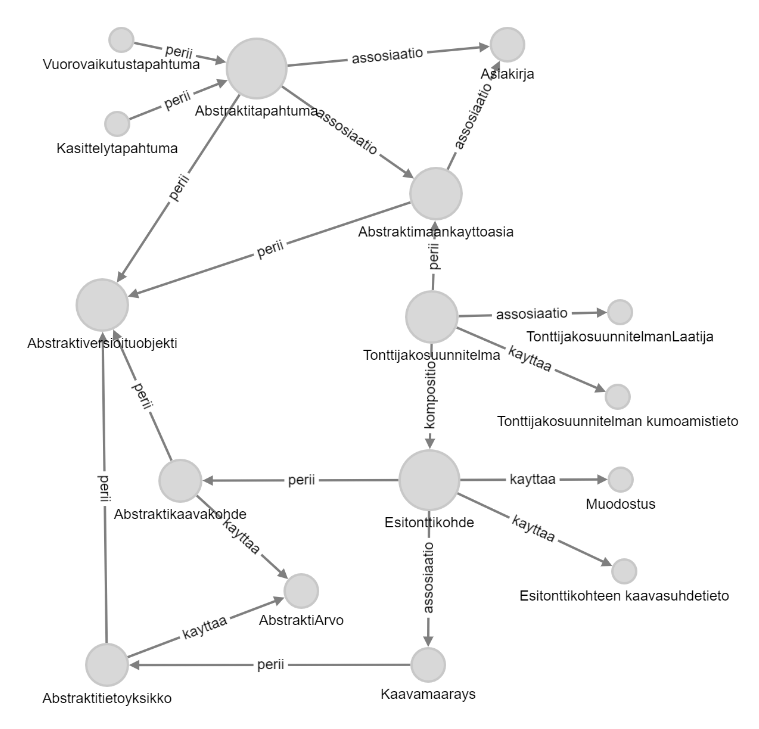 perii
assosiaatio
Vuorovaikutustapahtuma
Asiakirja
perii
Abstraktitapahtuma
assosiaatio
assosiaatio
Kasittelytapahtuma
perii
Abstraktimaankayttoasia
perii
perii
assosiaatio
Abstraktiversioituobjekti
TonttijakosuunnitelmanLaatija
Tonttijakosuunnitelma
kayttaa
perii
kompositio
Tonttijakosuunnitelman kumoamistieto
perii
perii
kayttaa
Muodostus
Abstraktikaavakohde
Esitonttikohde
kayttaa
kayttaa
assosiaatio
Esitonttikohteen kaavasuhdetieto
AbstraktiArvo
kayttaa
perii
Abstraktitietoyksikko
Kaavamaarays